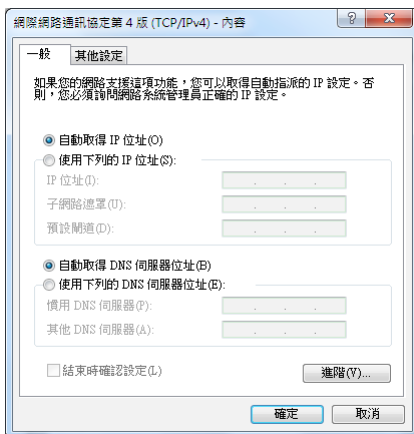 網際網路通訊協定第 4 版 (TCP/IPv4) - 內容
一般
其他設定
如果您的網路支援這項功能，您可以取得自動指派的 IP 設定。否
則，您必須詢問網路系統管理員正確的 IP 設定。
自動取得 IP 位址(O)
使用下列的 IP 位址(S):
IP 位址(I):
子網路遮罩(U):
預設閘道(D):
自動取得 DNS 伺服器位址(B)
使用下列的 DNS 伺服器位址(E):
慣用 DNS 伺服器(P):
其他 DNS 伺服器(A):
結束時確認設定(L)
進階(V)...
確定
取消